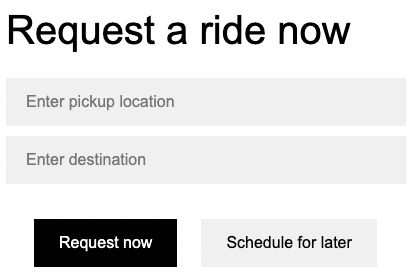 Request a ride now
Enter pickup location
Enter destination
Request now
Schedule for later